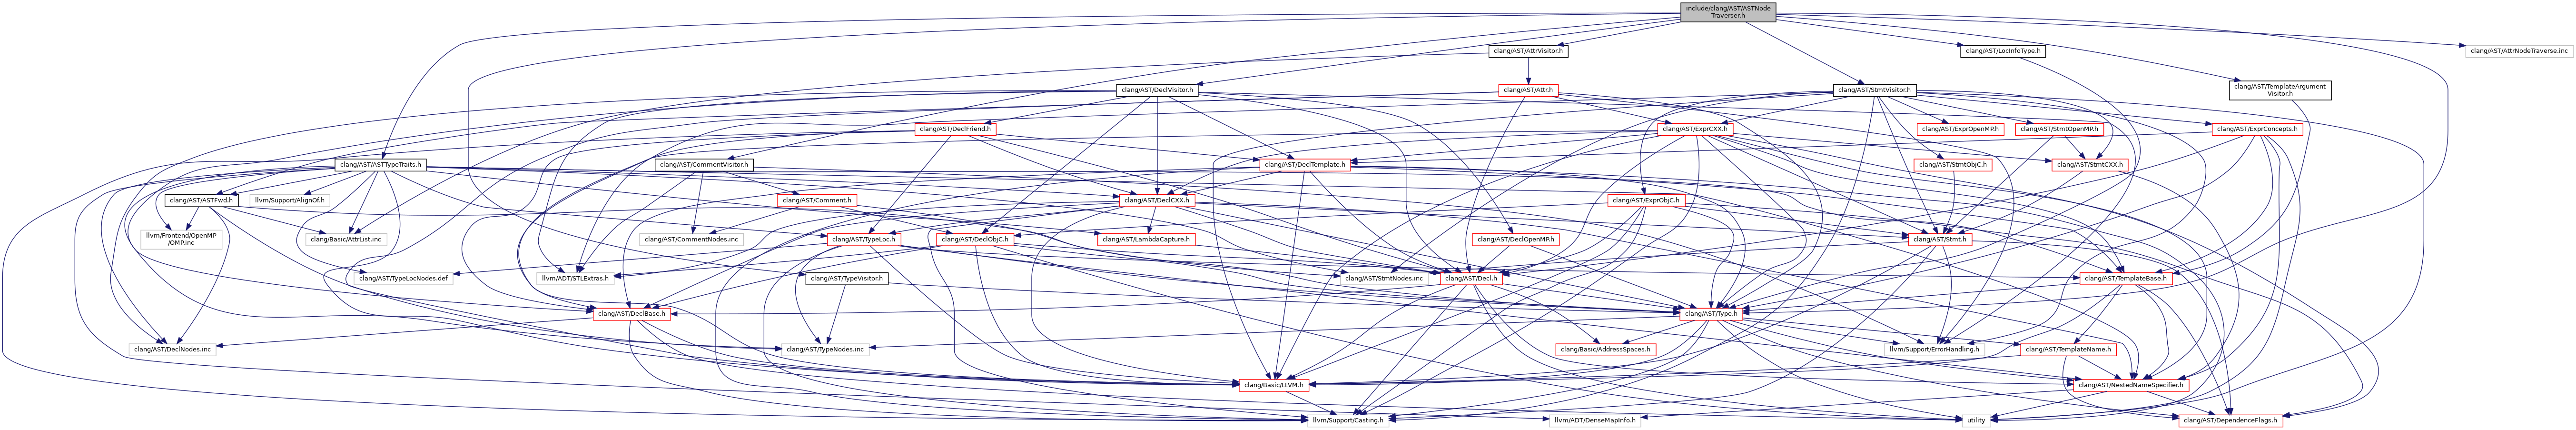 include/clang/AST/ASTNode
Traverser.h
clang/AST/AttrVisitor.h
clang/AST/LocInfoType.h
clang/AST/AttrNodeTraverse.inc
clang/AST/DeclVisitor.h
clang/AST/Attr.h
clang/AST/StmtVisitor.h
clang/AST/TemplateArgument
Visitor.h
clang/AST/DeclFriend.h
clang/AST/ExprCXX.h
clang/AST/ExprOpenMP.h
clang/AST/StmtOpenMP.h
clang/AST/ExprConcepts.h
clang/AST/ASTTypeTraits.h
clang/AST/CommentVisitor.h
clang/AST/DeclTemplate.h
clang/AST/StmtObjC.h
clang/AST/StmtCXX.h
clang/AST/ASTFwd.h
llvm/Support/AlignOf.h
clang/AST/Comment.h
clang/AST/DeclCXX.h
clang/AST/ExprObjC.h
llvm/Frontend/OpenMP
/OMP.inc
clang/Basic/AttrList.inc
clang/AST/CommentNodes.inc
clang/AST/TypeLoc.h
clang/AST/DeclObjC.h
clang/AST/LambdaCapture.h
clang/AST/DeclOpenMP.h
clang/AST/Stmt.h
clang/AST/TypeLocNodes.def
llvm/ADT/STLExtras.h
clang/AST/TypeVisitor.h
clang/AST/StmtNodes.inc
clang/AST/Decl.h
clang/AST/TemplateBase.h
clang/AST/DeclBase.h
clang/AST/Type.h
clang/AST/DeclNodes.inc
clang/AST/TypeNodes.inc
clang/Basic/AddressSpaces.h
llvm/Support/ErrorHandling.h
clang/AST/TemplateName.h
clang/Basic/LLVM.h
clang/AST/NestedNameSpecifier.h
llvm/Support/Casting.h
llvm/ADT/DenseMapInfo.h
utility
clang/AST/DependenceFlags.h